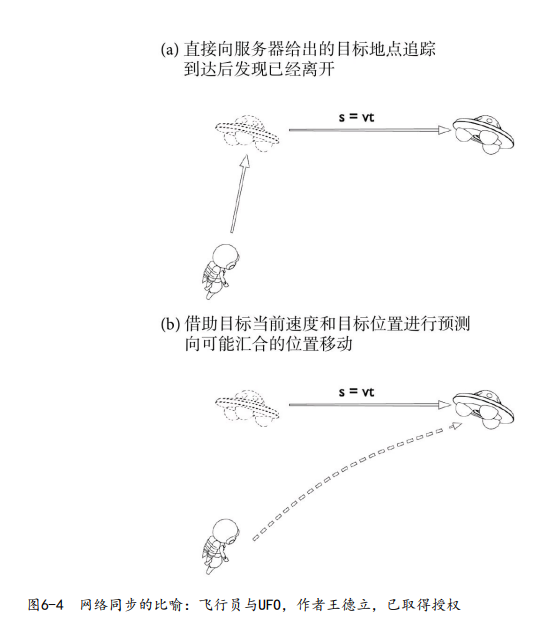 (a) 直接向服务器给出的目标地点追踪
到达后发现已经离开
s = vt
(b) 借助目标当前速度和目标位置进行预测
向可能汇合的位置移动
s = vt
图6-4 网络同步的比喻：飞行员与UFO，作者王德立，已取得授权